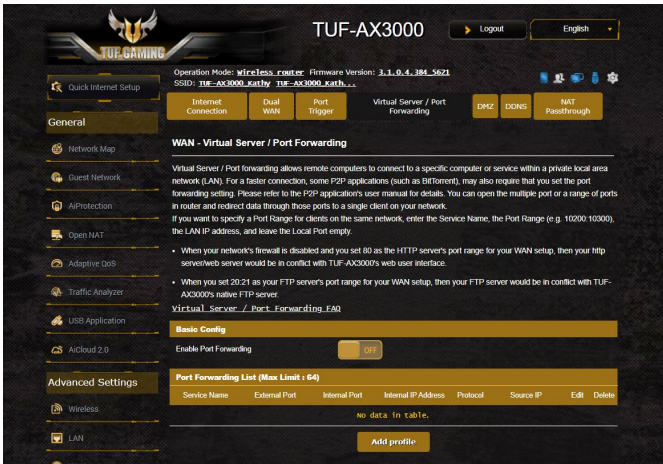 TUF GAMING
TUF-AX3000
Logout
English
Quick Internet Setup
Operation Mode: Wireless router Firmware Version: 3.1.0.4.384_5621
SSID: TUF-AX3000_Kathy TUF-AX3000_Kath...
Internet
Connection
Dual
WAN
Port
Trigger
Virtual Server / Port
Forwarding
DMZ
DDNS
NAT
Passthrough
General
Network Map
Guest Network
AiProtection
Open NAT
Adaptive QoS
Traffic Analyzer
USB Application
AiCloud 2.0
Advanced Settings
Wireless
LAN
WAN - Virtual Server / Port Forwarding
Virtual Server / Port forwarding allows remote computers to connect to a specific computer or service within a private local area
network (LAN). For a faster connection, some P2P applications (such as BitTorrent), may also require that you set the port
forwarding setting. Please refer to the P2P application's user manual for details. You can open the multiple port or a range of ports
in router and redirect data through those ports to a single client on your network.
If you want to specify a Port Range for clients on the same network, enter the Service Name, the Port Range (e.g. 10200:10300),
the LAN IP address, and leave the Local Port empty.
• When your network's firewall is disabled and you set 80 as the HTTP server's port range for your WAN setup, then your http
server/web server would be in conflict with TUF-AX3000's web user interface.
• When you set 20:21 as your FTP server's port range for your WAN setup, then your FTP server would be in conflict with TUF-
AX3000's native FTP server.
Virtual Server / Port Forwarding FAQ
Basic Config
Enable Port Forwarding
OFF
Port Forwarding List (Max Limit : 64)
Service Name External Port Internal Port Internal IP Address Protocol Source IP Edit Delete
No data in table.
Add profile